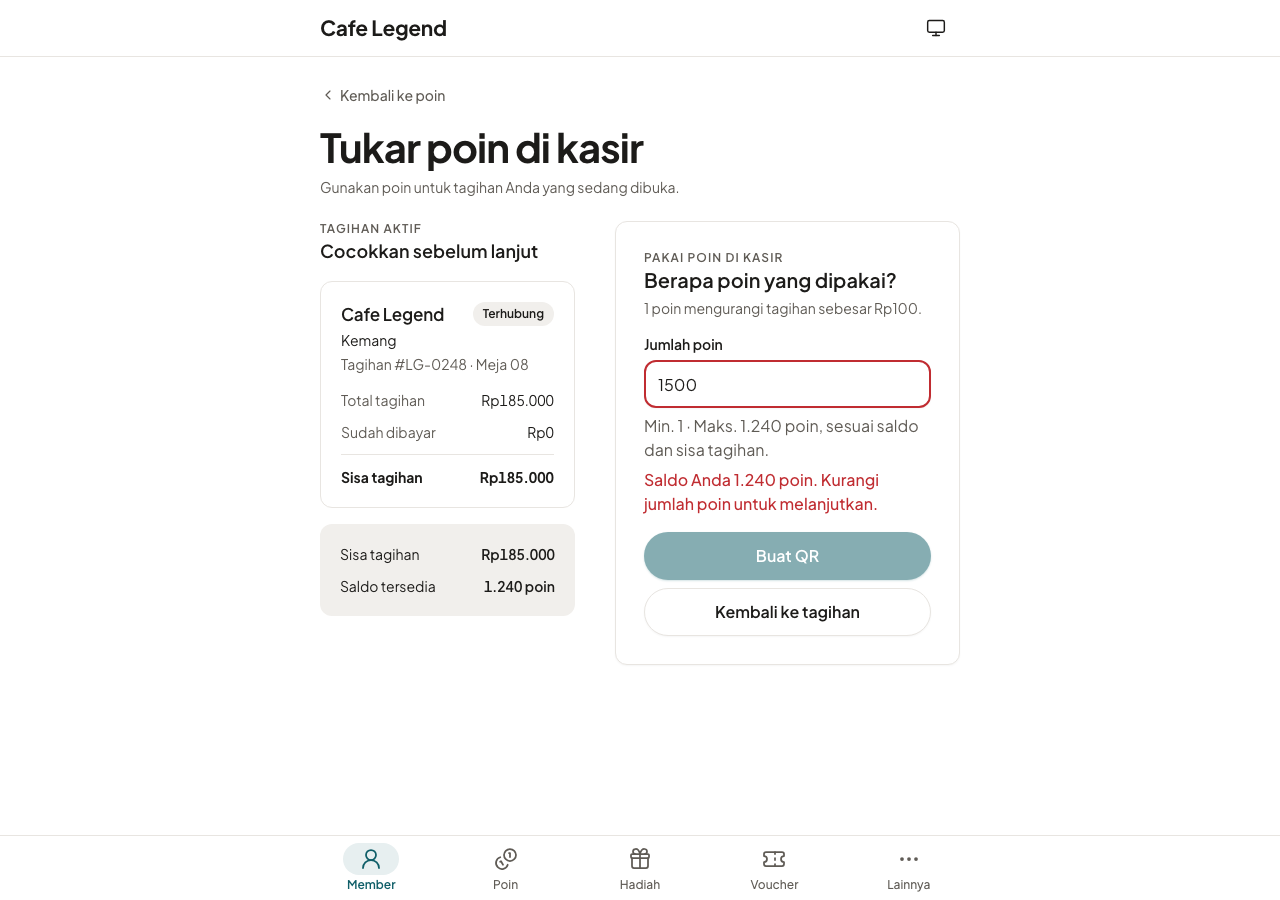 Cafe Legend
Kembali ke poin
Tukar poin di kasir
Gunakan poin untuk tagihan Anda yang sedang dibuka.
TAGIHAN AKTIF
Cocokkan sebelum lanjut
Cafe Legend
Terhubung
Kemang
Tagihan #LG-0248 · Meja 08
Total tagihan Rp185.000
Sudah dibayar Rp0
Sisa tagihan Rp185.000
Sisa tagihan Rp185.000
Saldo tersedia 1.240 poin
PAKAI POIN DI KASIR
Berapa poin yang dipakai?
1 poin mengurangi tagihan sebesar Rp100.
Jumlah poin
1500
Min. 1 · Maks. 1.240 poin, sesuai saldo
dan sisa tagihan.
Saldo Anda 1.240 poin. Kurangi
jumlah poin untuk melanjutkan.
Buat QR
Kembali ke tagihan
Member
Poin
Hadiah
Voucher
Lainnya